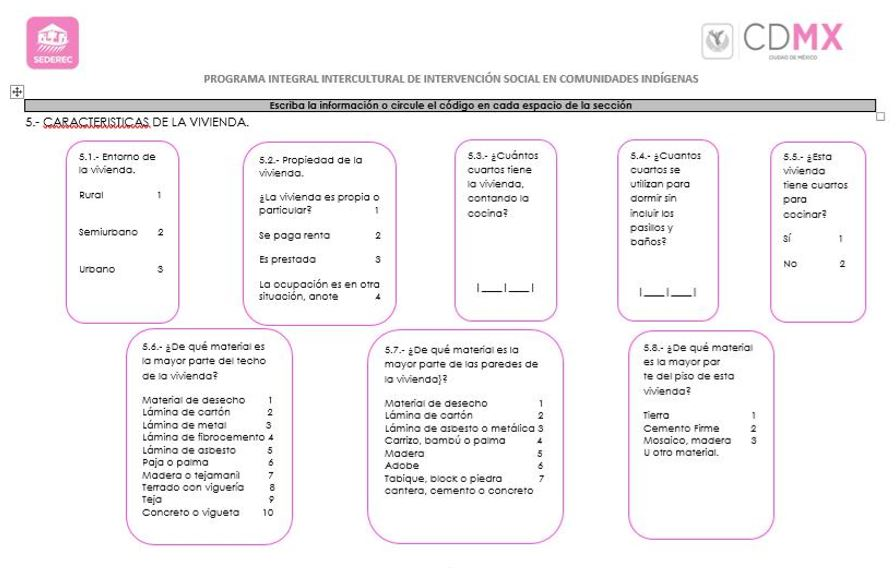 SEDEREC
CDMX
CIUDAD DE MÉXICO
PROGRAMA INTEGRAL INTERCULTURAL DE INTERVENCIÓN SOCIAL EN COMUNIDADES INDÍGENAS
Escriba la información o circule el código en cada espacio de la sección
5.- CARACTERISTICAS DE LA VIVIENDA.
5.1.- Entorno de
la vivienda.
Rural 1
Semiurbano 2
Urbano 3
5.2.- Propiedad de la
vivienda.
¿La vivienda es propia o
particular? 1
Se paga renta 2
Es prestada 3
La ocupación es en otra
situación, anote 4
5.3.- ¿Cuántos
cuartos tiene
la vivienda,
contando la
cocina?
|___|___|
5.4.- ¿Cuantos
cuartos se
utilizan para
dormir sin
incluir los
pasillos y
baños?
|___|___|
5.5.- ¿Esta
vivienda
tiene cuartos
para
cocinar?
Sí 1
No 2
5.6.- ¿De qué material es
la mayor parte del techo
de la vivienda?
Material de desecho 1
Lámina de cartón 2
Lámina de metal 3
Lámina de fibrocemento 4
Lámina de asbesto 5
Paja o palma 6
Madera o tejamanil 7
Terrado con viguería 8
Teja 9
Concreto o vigueta 10
5.7.- ¿De qué material es la
mayor parte de las paredes de
la vivienda}?
Material de desecho 1
Lámina de cartón 2
Lámina de asbesto o metálica 3
Carrizo, bambú o palma 4
Madera 5
Adobe 6
Tabique, block o piedra 7
cantera, cemento o concreto
5.8.- ¿De qué material
es la mayor par
te del piso de esta
vivienda?
Tierra 1
Cemento Firme 2
Mosaico, madera 3
U otro material.